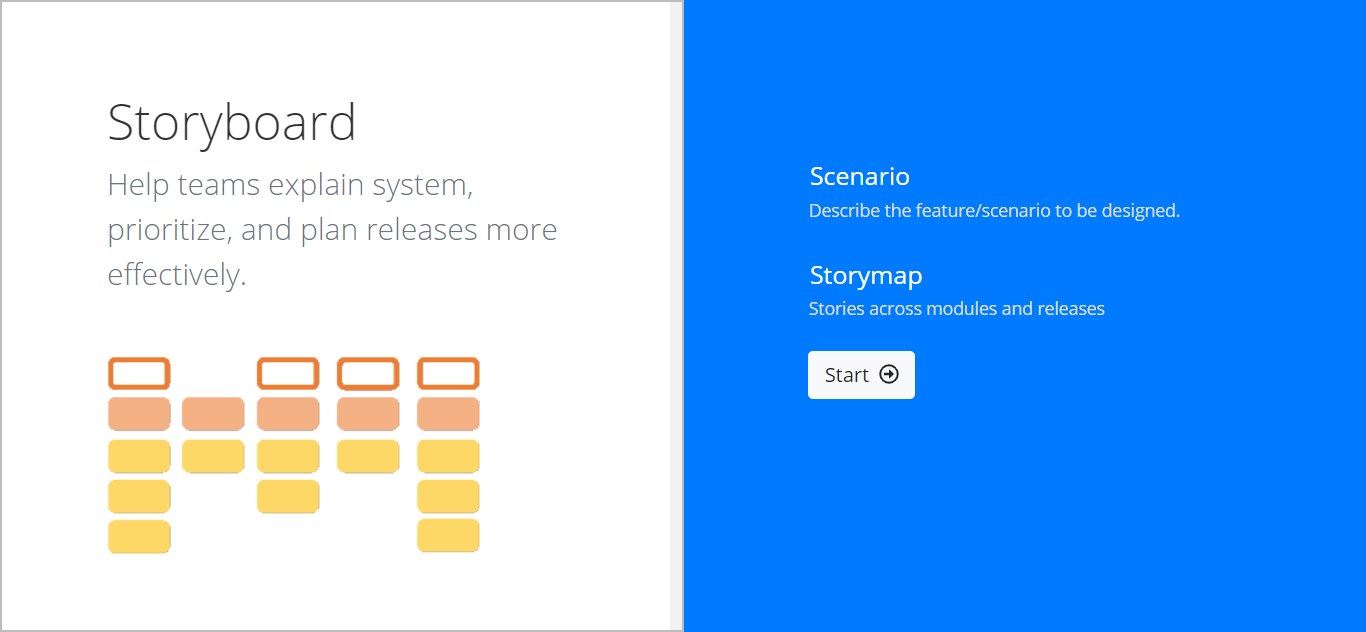 Storyboard
Help teams explain system,
prioritize, and plan releases more
effectively.
Scenario
Describe the feature/scenario to be designed.
Storymap
Stories across modules and releases
Start